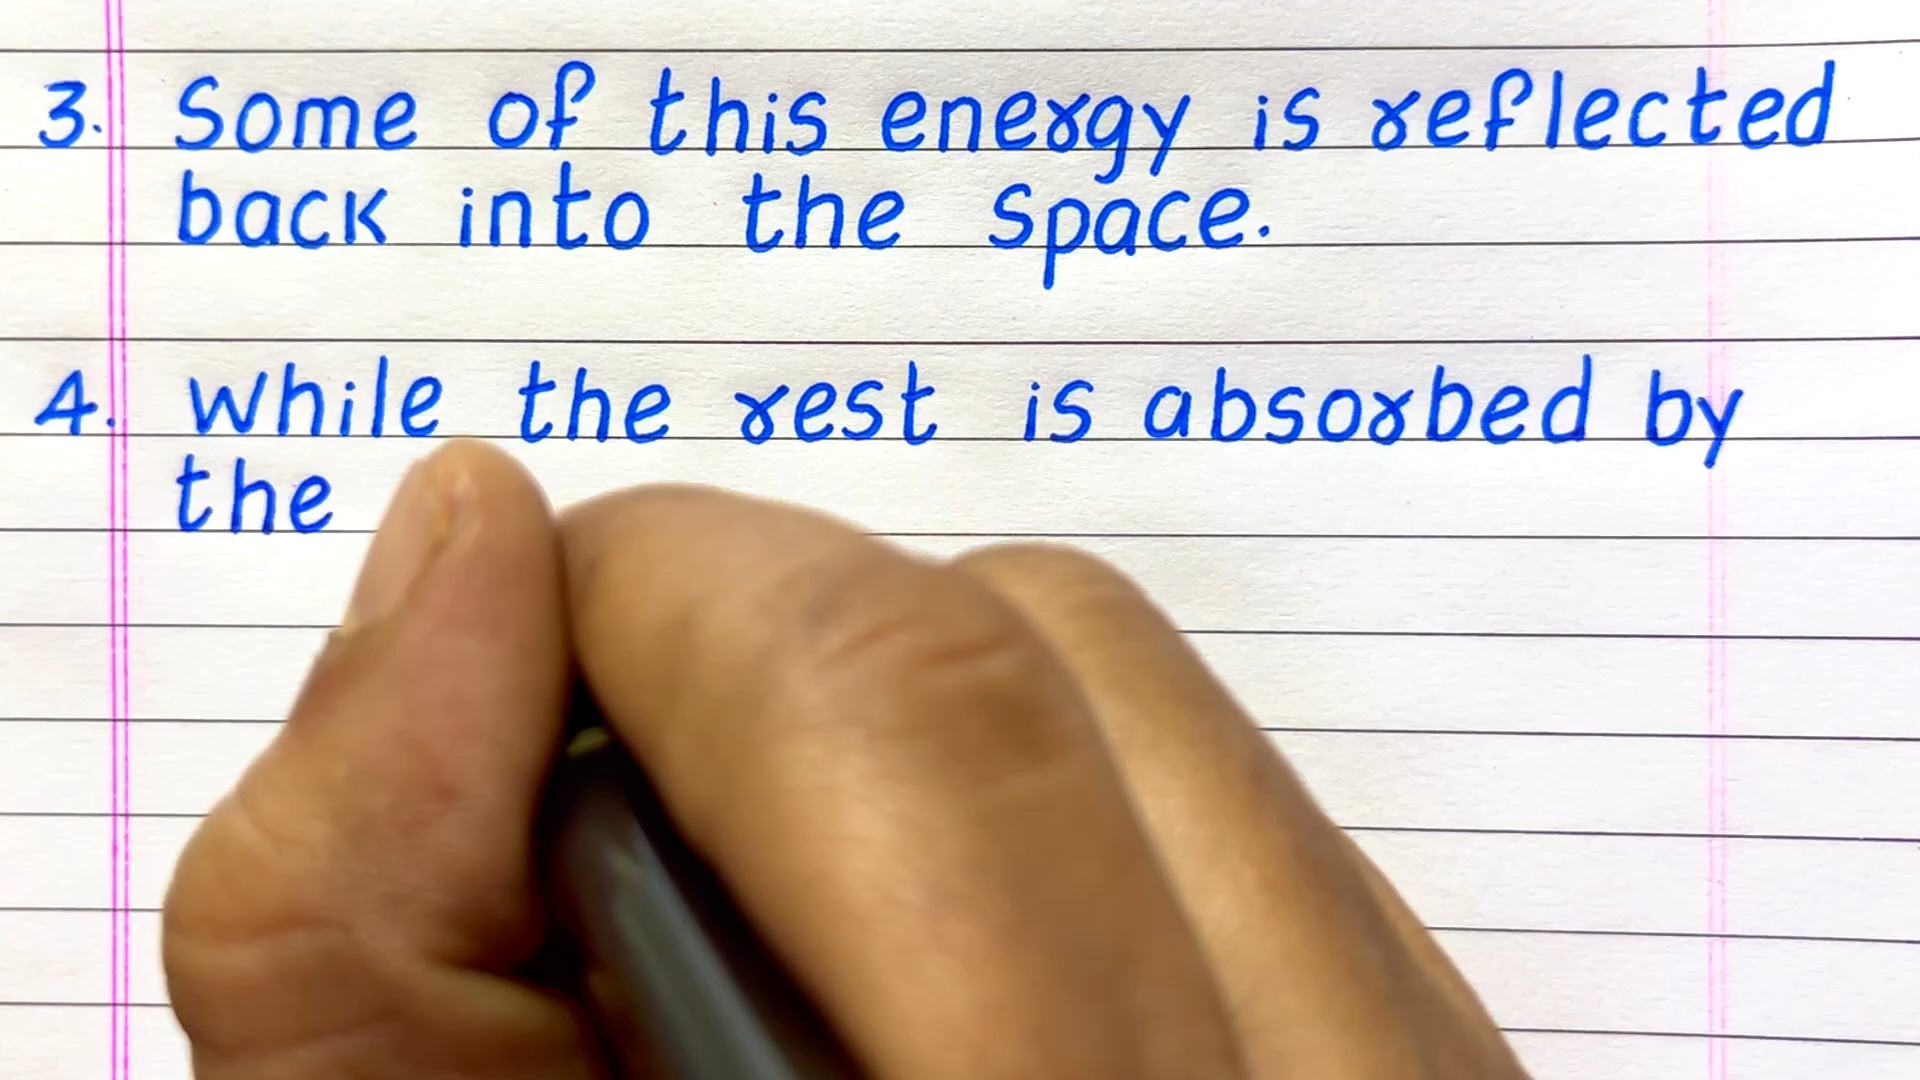 3. Some of this energy is reflected
back into the space.
4. While the rest is absorbed by
the